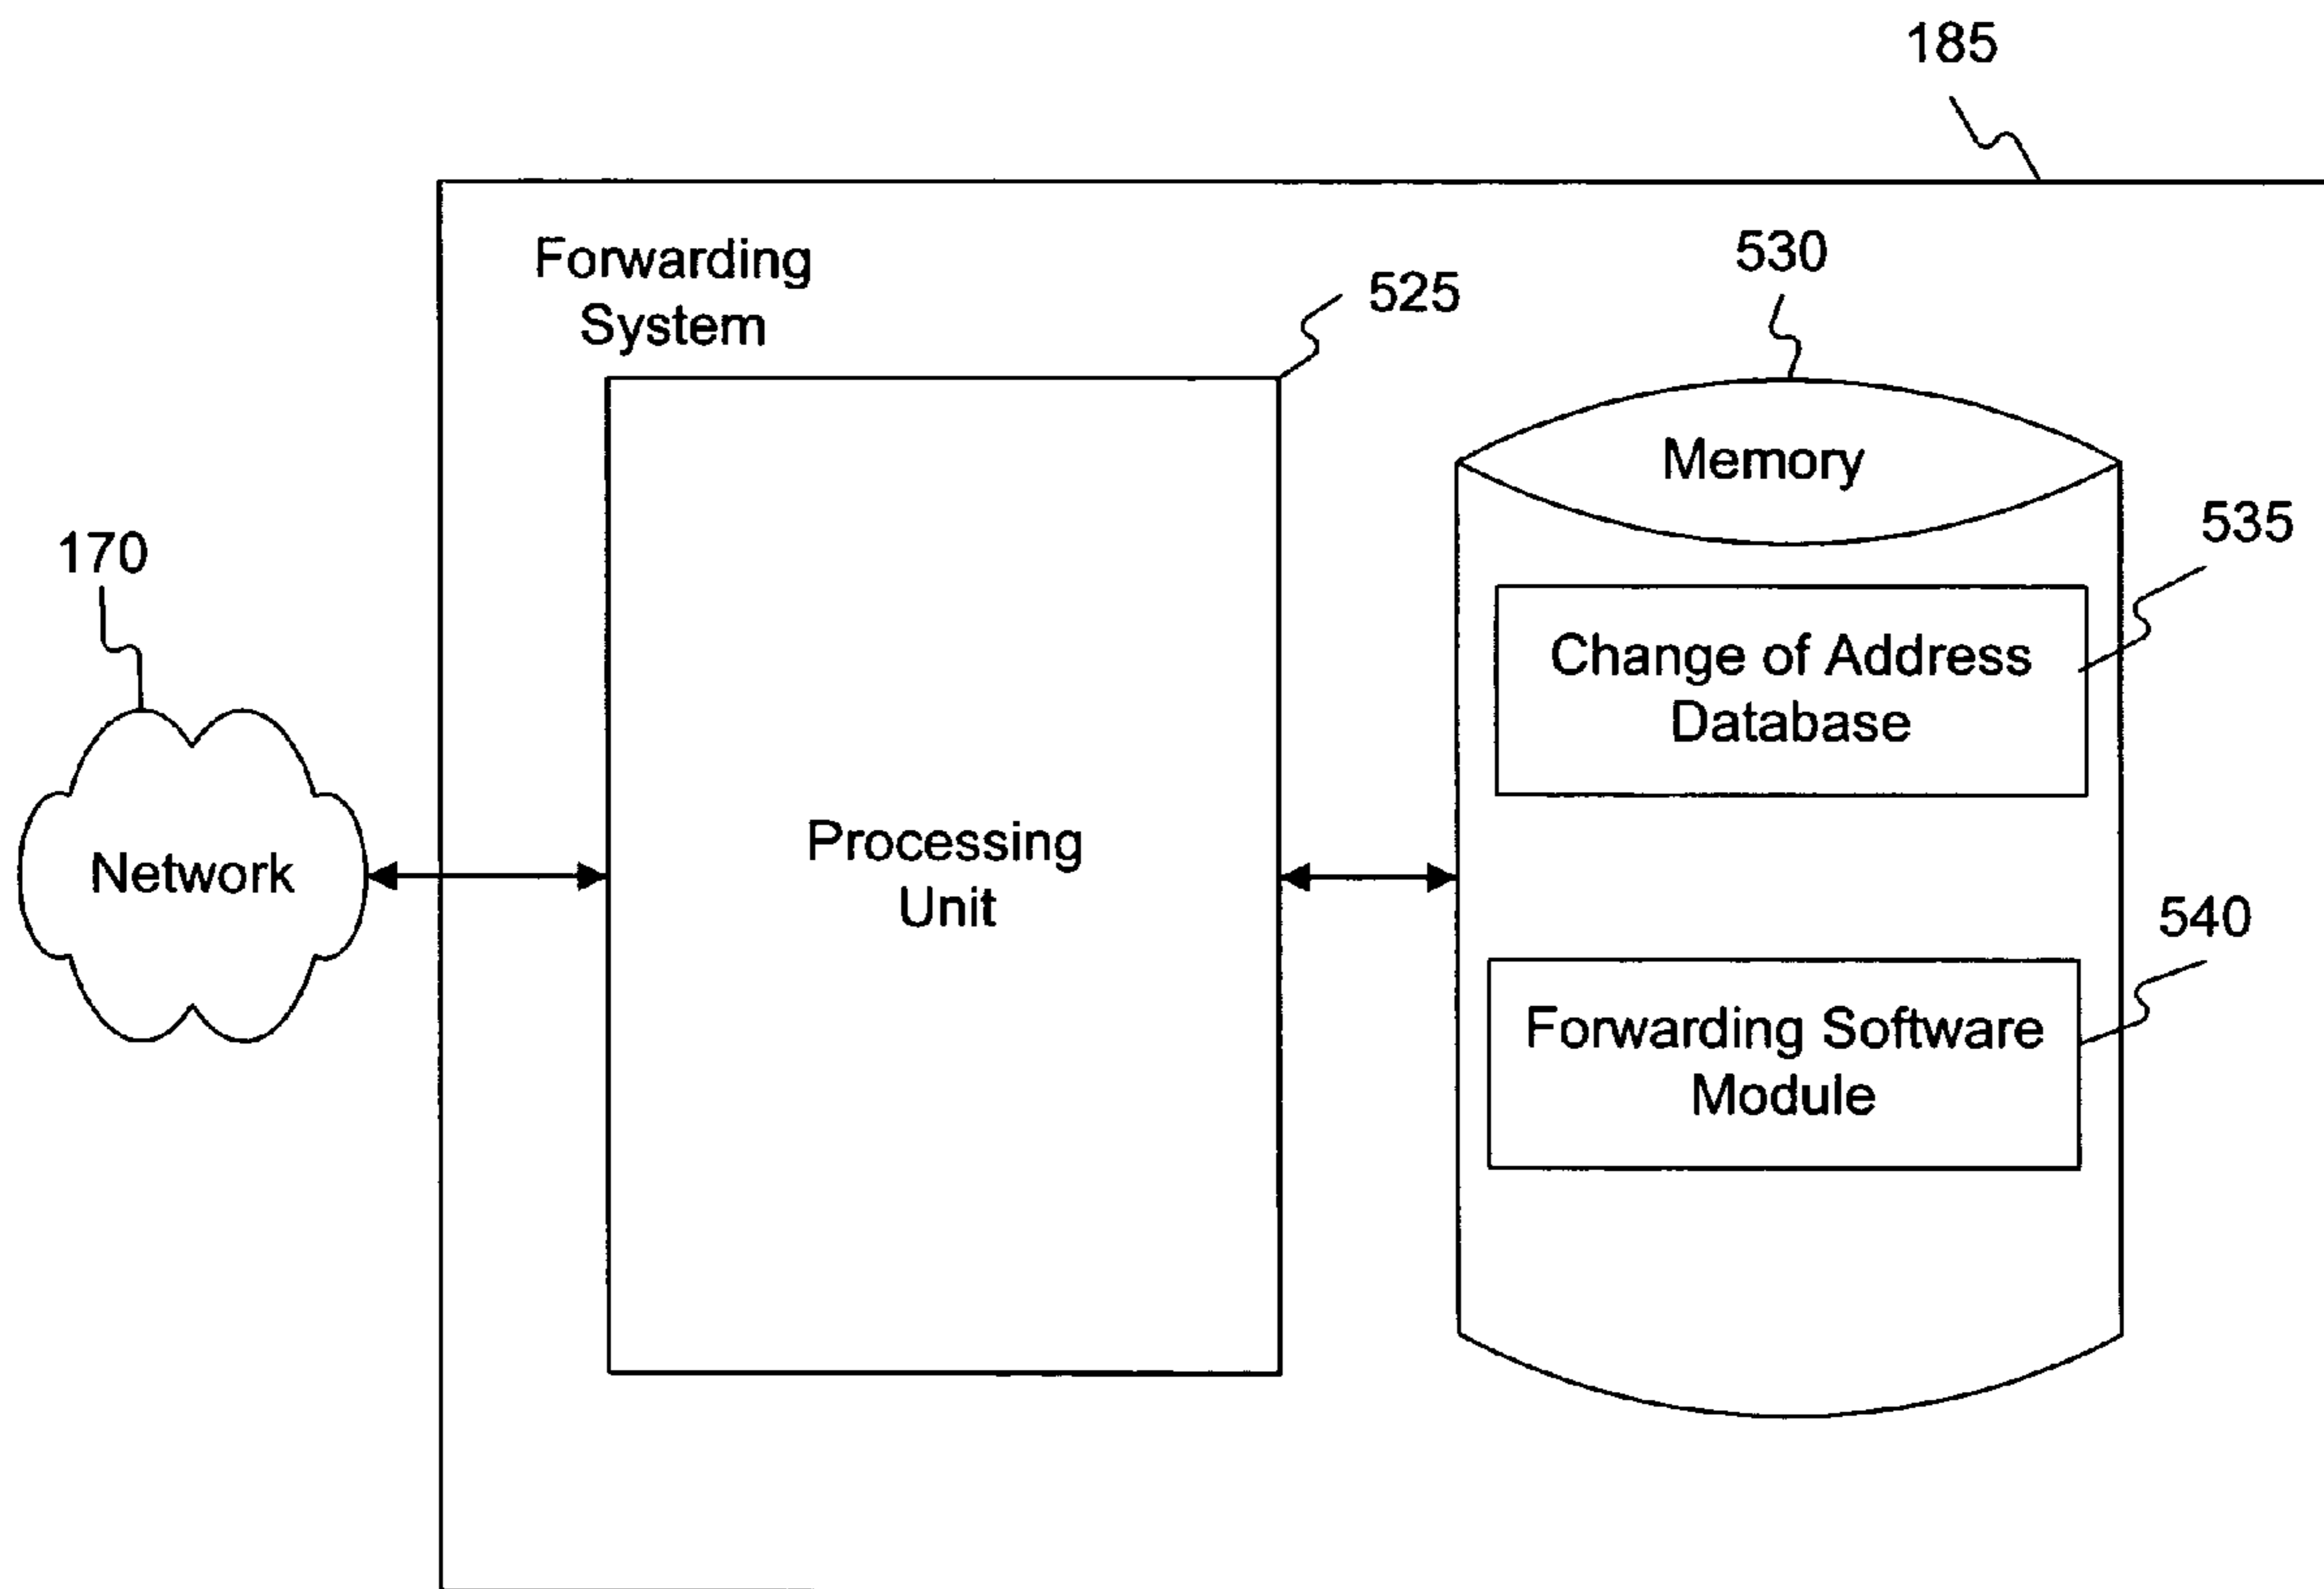 185
Forwarding
System
530
525
Memory
535
170
Change of Address
Database
Network
Processing
Unit
540
Forwarding Software
Module